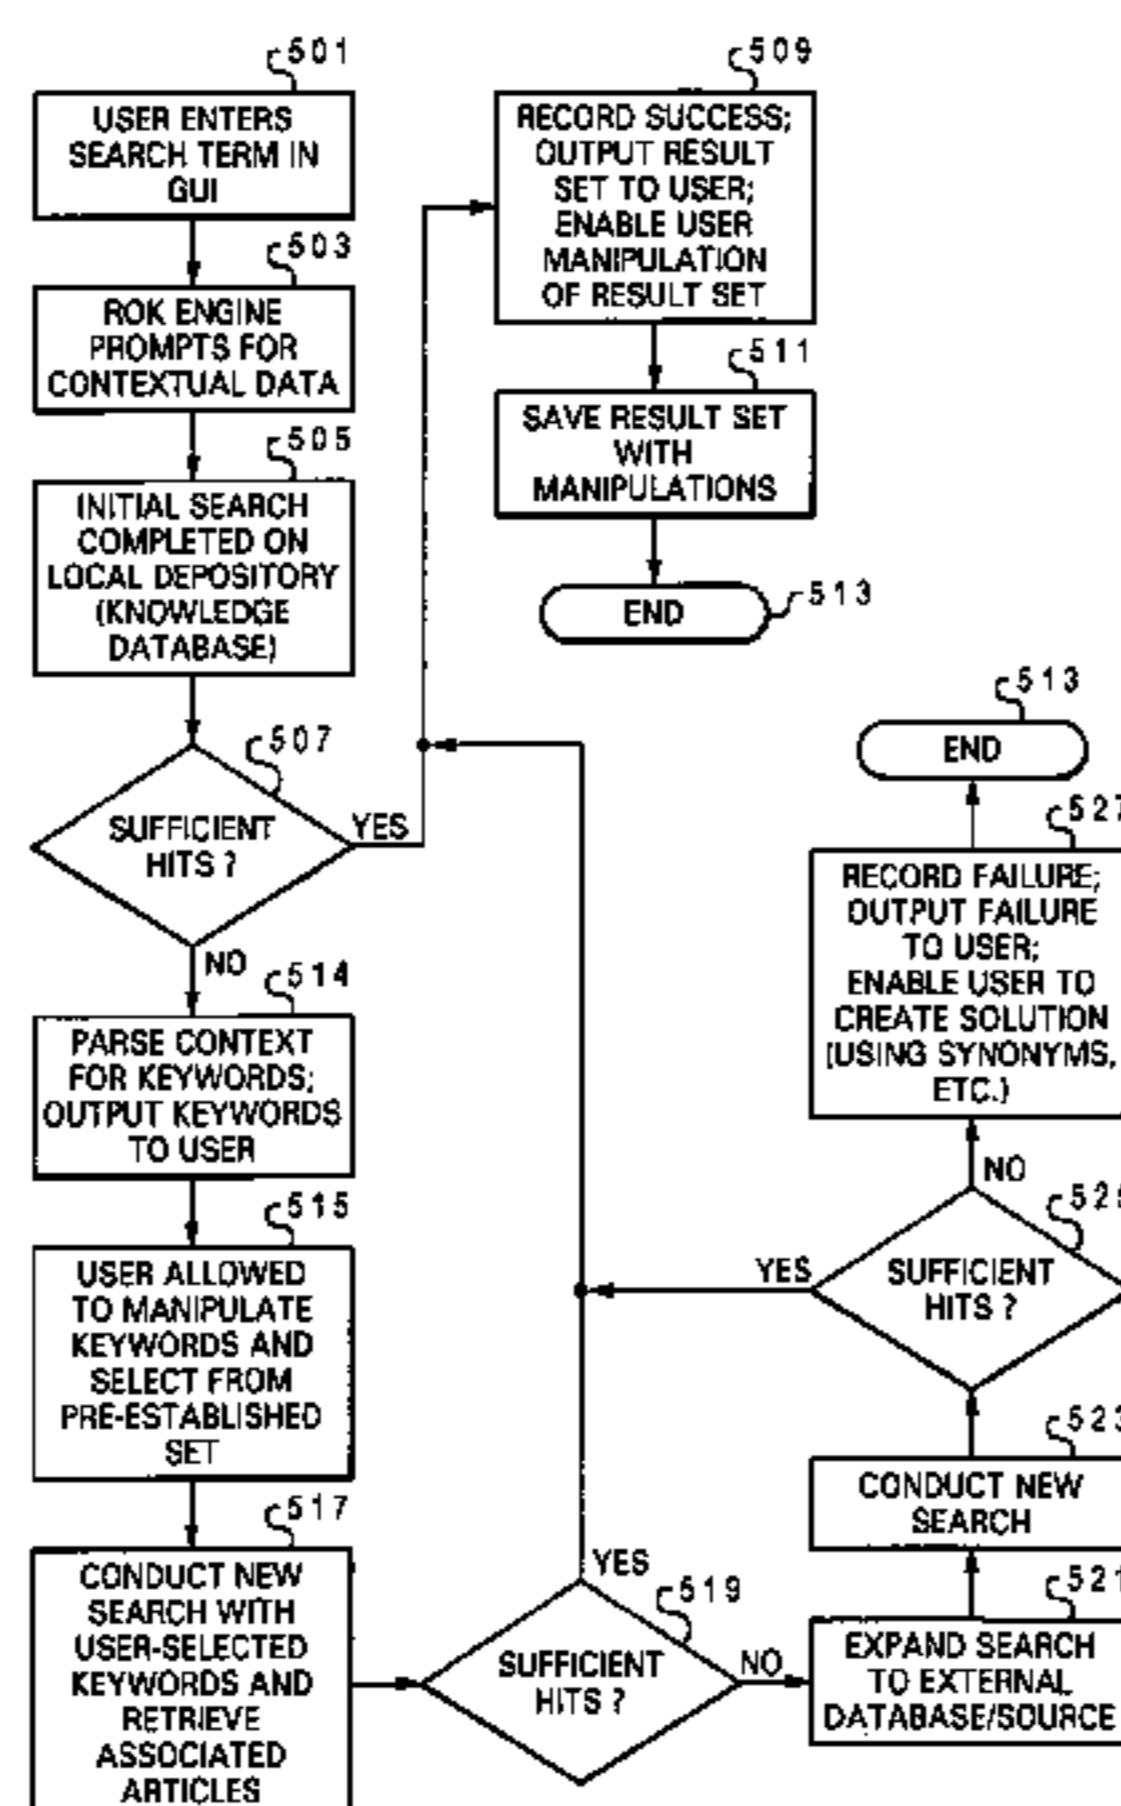 501
USER ENTERS
SEARCH TERM IN
GUI
503
ROK ENGINE
PROMPTS FOR
CONTEXTUAL DATA
505
INITIAL SEARCH
COMPLETED ON
LOCAL DEPOSITORY
(KNOWLEDGE
DATABASE)
507
SUFFICIENT
HITS ?
YES
NO
514
PARSE CONTEXT
FOR KEYWORDS;
OUTPUT KEYWORDS
TO USER
515
USER ALLOWED
TO MANIPULATE
KEYWORDS AND
SELECT FROM
PRE-ESTABLISHED
SET
517
CONDUCT NEW
SEARCH WITH
USER-SELECTED
KEYWORDS AND
RETRIEVE
ASSOCIATED
ARTICLES
509
RECORD SUCCESS;
OUTPUT RESULT
SET TO USER;
ENABLE USER
MANIPULATION
OF RESULT SET
511
SAVE RESULT SET
WITH
MANIPULATIONS
END
513
YES
519
SUFFICIENT
HITS ?
NO
521
EXPAND SEARCH
TO EXTERNAL
DATABASE/SOURCE
523
CONDUCT NEW
SEARCH
525
SUFFICIENT
HITS ?
YES
NO
527
RECORD FAILURE;
OUTPUT FAILURE
TO USER;
ENABLE USER TO
CREATE SOLUTION
(USING SYNONYMS,
ETC.)
513
END